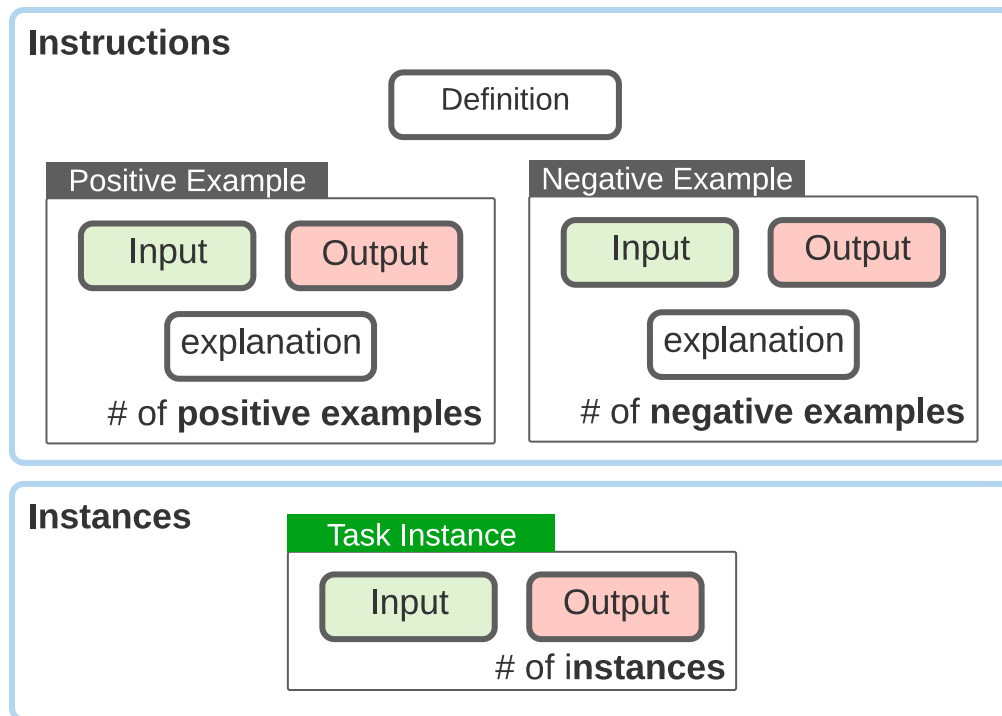 Instructions
Definition
Positive Example
Input
Output
explanation
# of positive examples
Negative Example
Input
Output
explanation
# of negative examples
Instances
Task Instance
Input
Output
# of instances